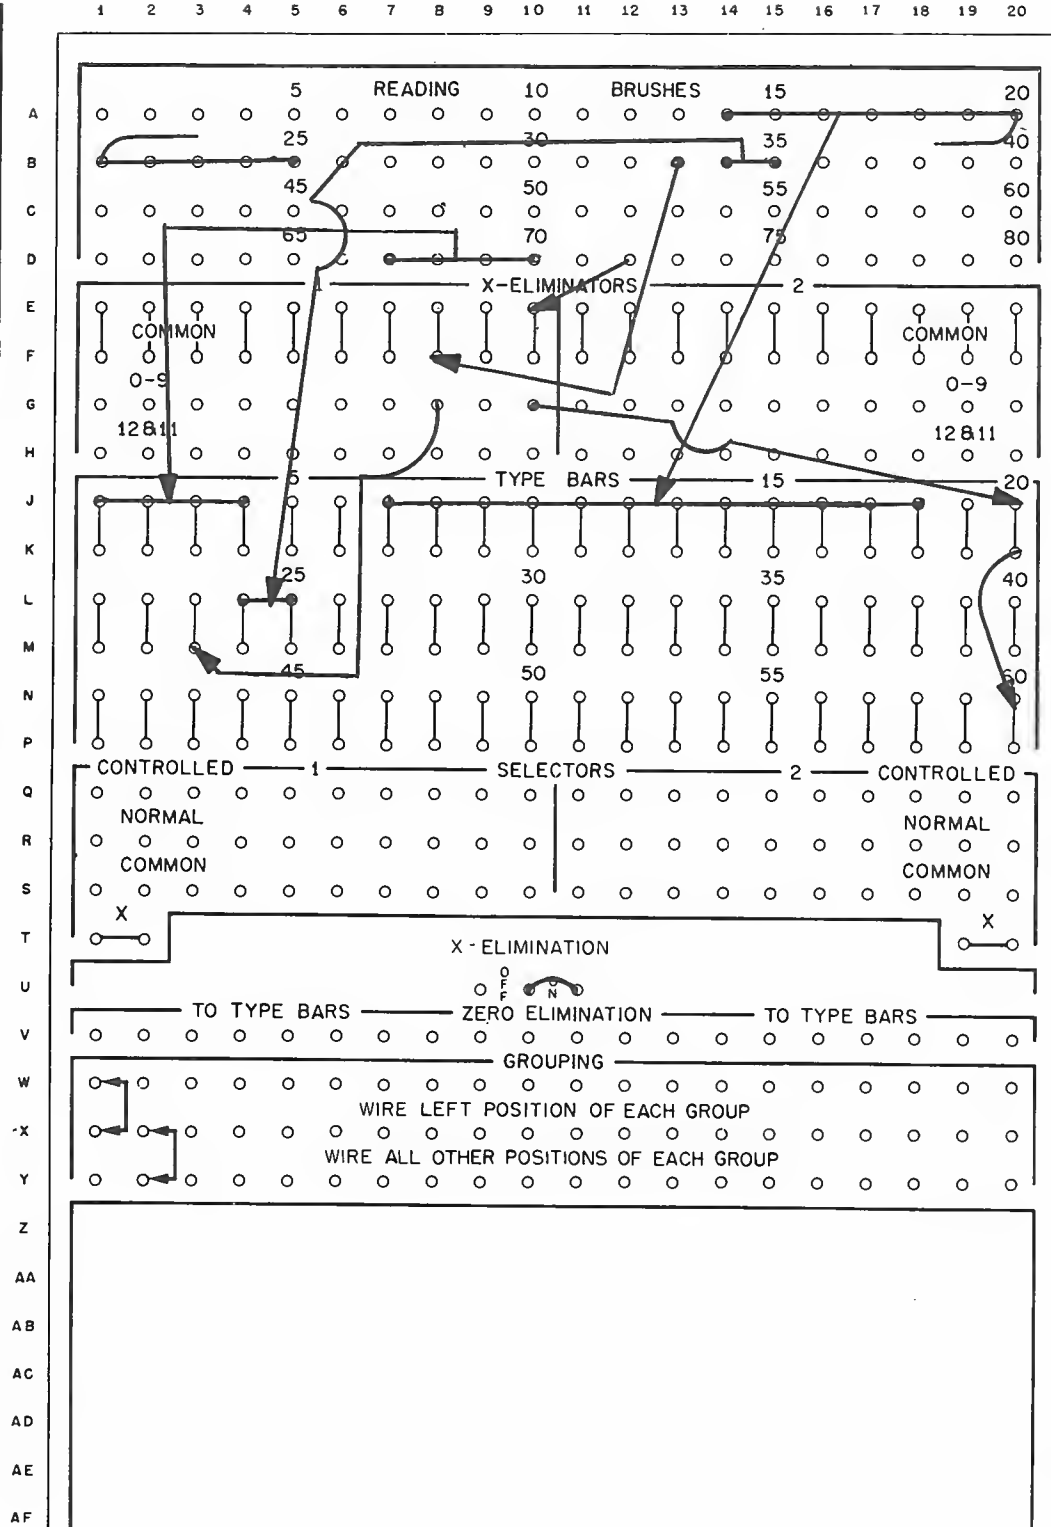 1 2 3 4 5 6 7 8 9 10 11 12 13 14 15 16 17 18 19 20
5 READING 10 BRUSHES 15 20
A
25 30 35 40
B
45 50 55 60
C
65 70 75 80
D
1 X-ELIMINATORS 2
E
COMMON COMMON
F
0-9 0-9
G
12&11 12&11
H
5 TYPE BARS 15 20
J
K
25 30 35 40
L
M
45 50 55 60
N
P
CONTROLLED 1 SELECTORS 2 CONTROLLED
Q
NORMAL NORMAL
R
COMMON COMMON
S
X X
T
X-ELIMINATION
U OFF ON
TO TYPE BARS ZERO ELIMINATION TO TYPE BARS
V
GROUPING
W
WIRE LEFT POSITION OF EACH GROUP
X
WIRE ALL OTHER POSITIONS OF EACH GROUP
Y
Z
AA
AB
AC
AD
AE
AF